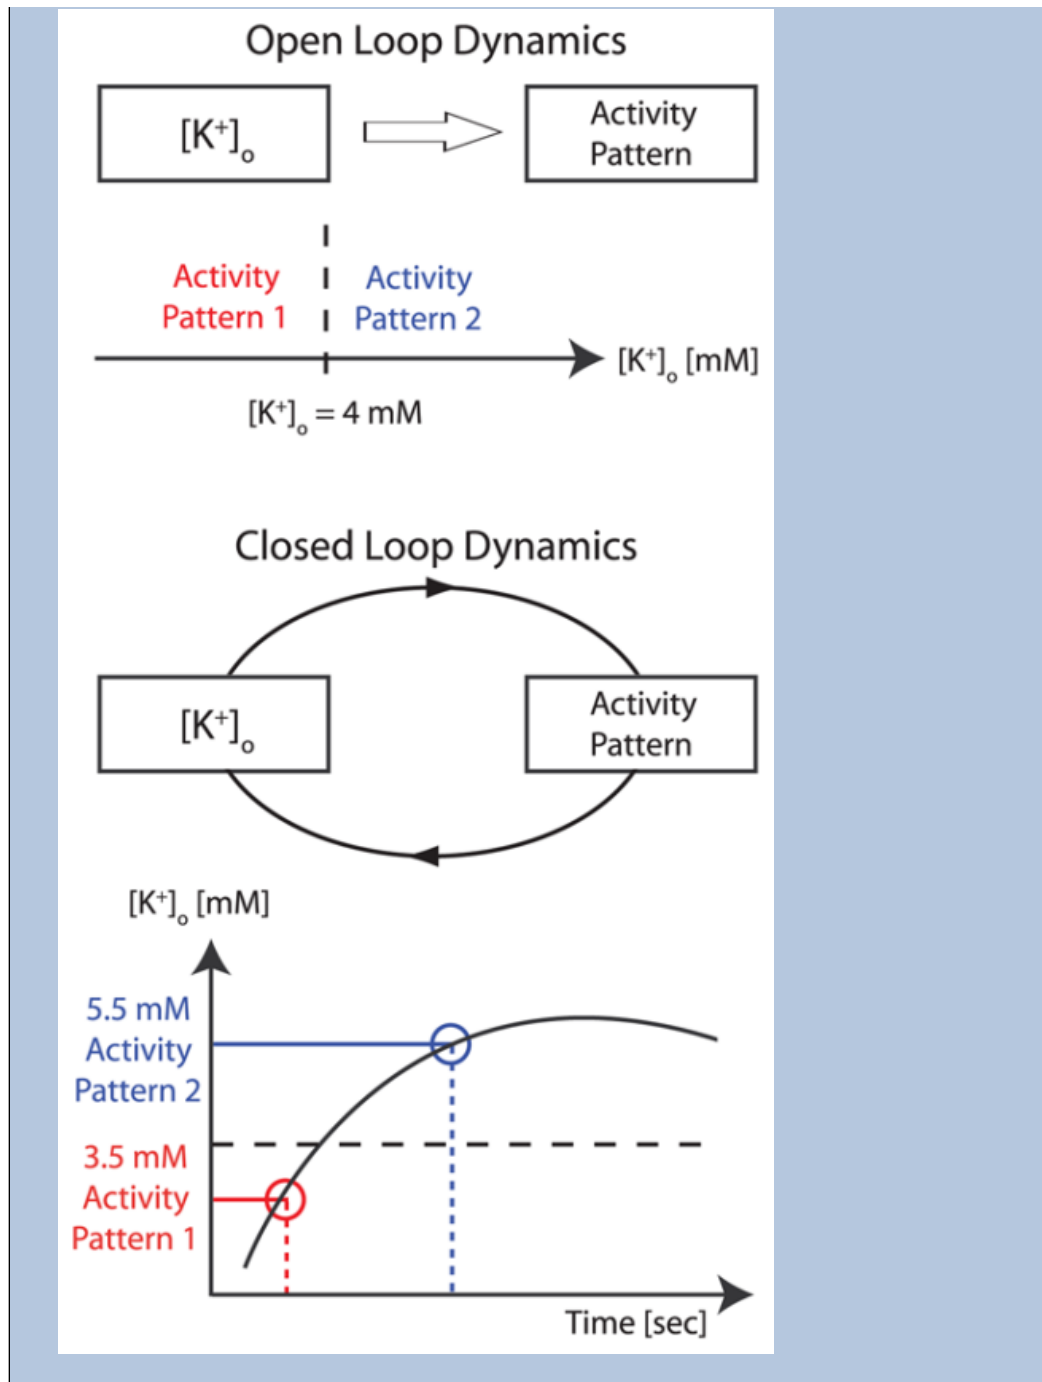 Open Loop Dynamics
[K⁺]ₒ
Activity
Pattern
Activity
Pattern 1
Activity
Pattern 2
[K⁺]ₒ [mM]
[K⁺]ₒ = 4 mM
Closed Loop Dynamics
[K⁺]ₒ
Activity
Pattern
[K⁺]ₒ [mM]
5.5 mM
Activity
Pattern 2
3.5 mM
Activity
Pattern 1
Time [sec]